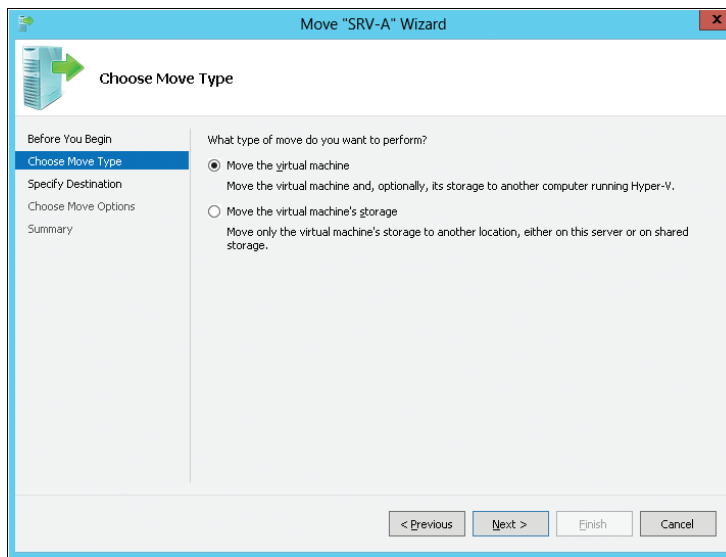 Move "SRV-A" Wizard
x
Choose Move Type
Before You Begin
Choose Move Type
Specify Destination
Choose Move Options
Summary
What type of move do you want to perform?
Move the virtual machine
Move the virtual machine and, optionally, its storage to another computer running Hyper-V.
Move the virtual machine's storage
Move only the virtual machine's storage to another location, either on this server or on shared
storage.
< Previous
Next >
Finish
Cancel